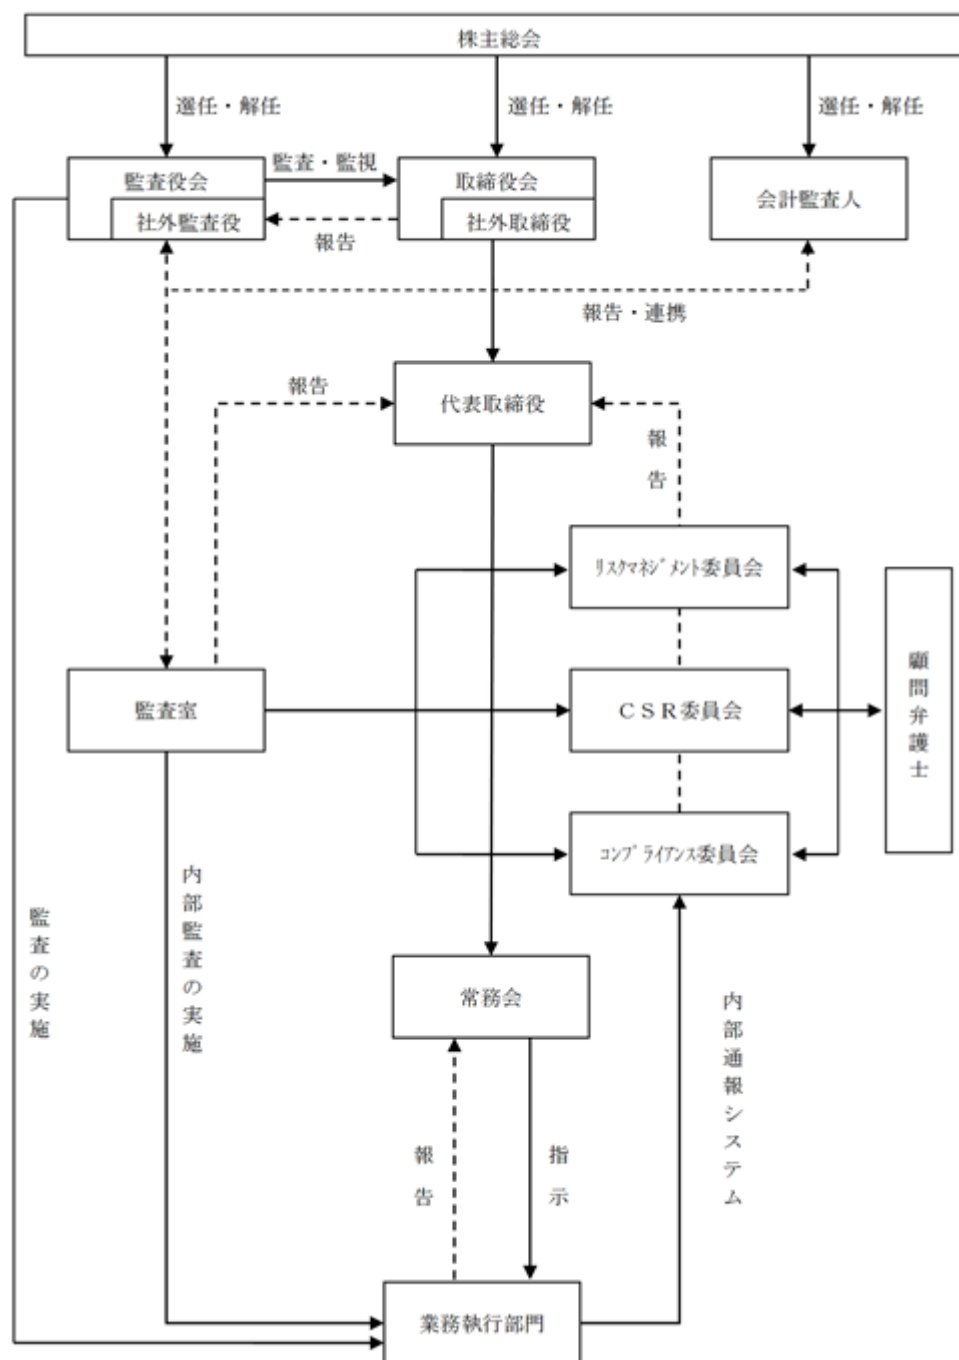 株主総会
選任・解任
選任・解任
選任・解任
監査役会
監査・監視
取締役会
会計監査人
社外監査役
報告
社外取締役
報告・連携
報告
代表取締役
報告
ﾘｽｸﾏﾈｼﾞﾒﾝﾄ委員会
監査室
ＣＳＲ委員会
顧問弁護士
ｺﾝﾌﾟﾗｲｱﾝｽ委員会
監査の実施
内部監査の実施
常務会
内部通報システム
報告
指示
業務執行部門